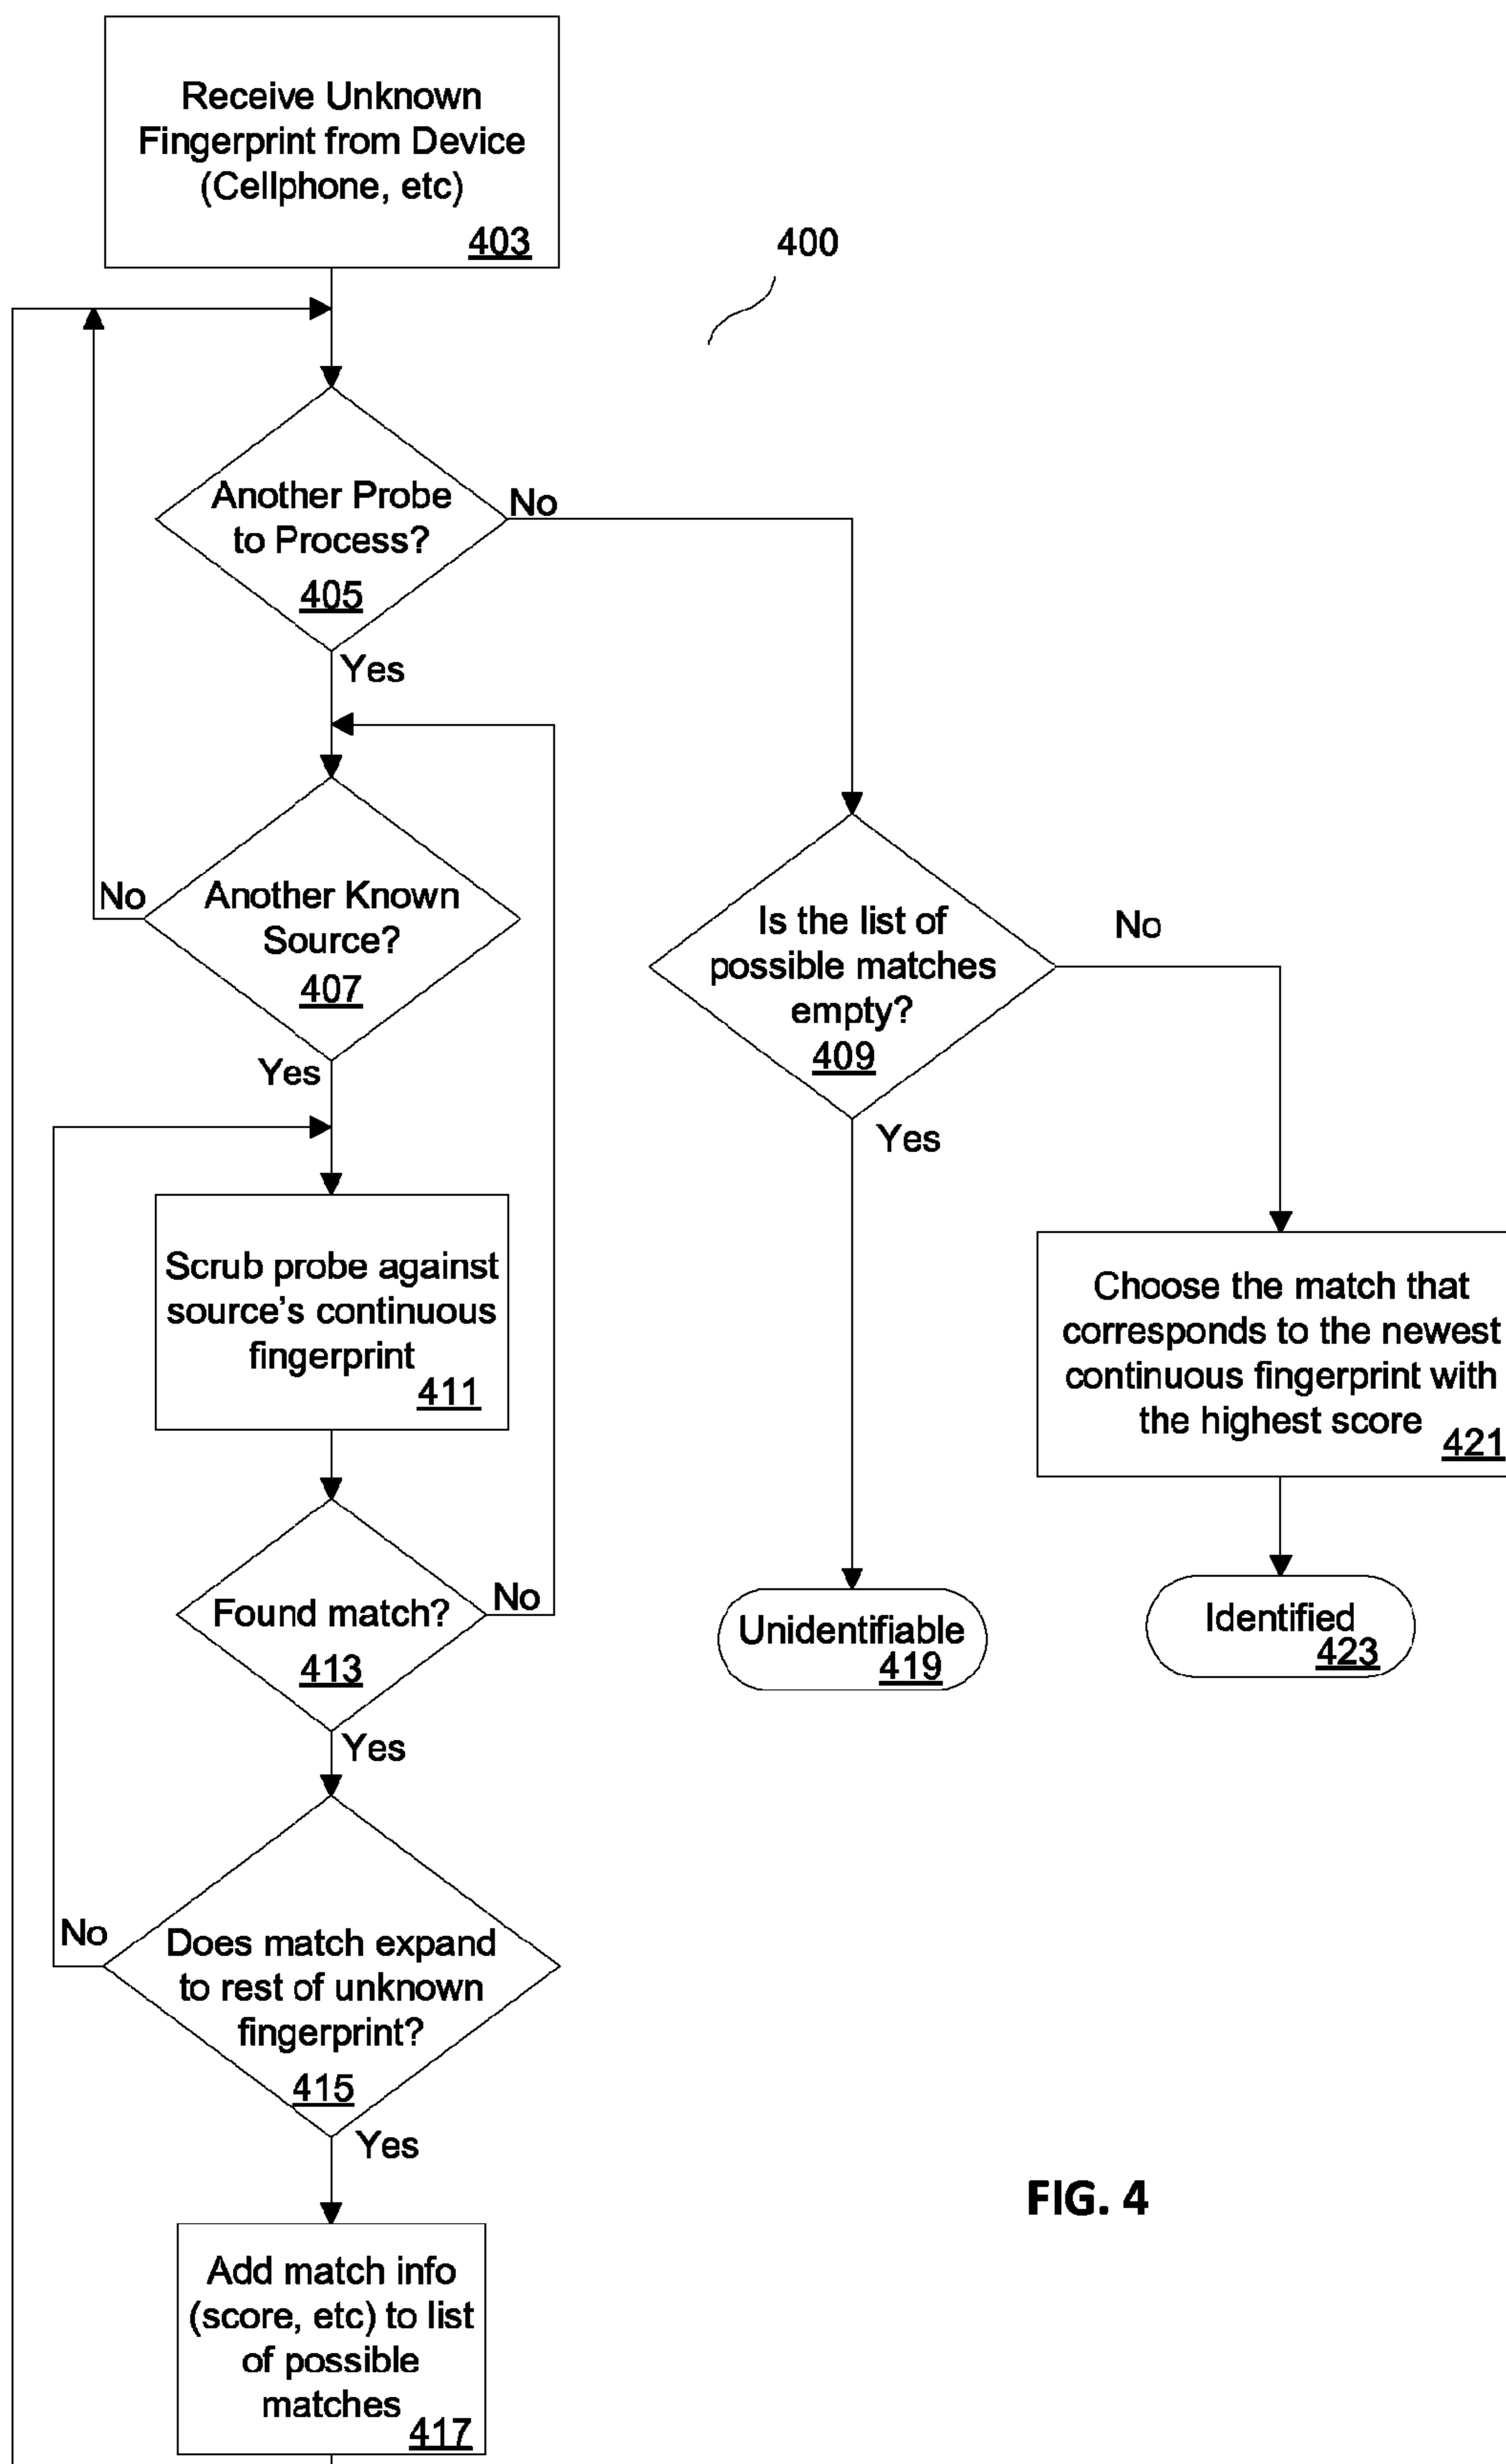 Receive Unknown
Fingerprint from Device
(Cellphone, etc)
403
400
Another Probe
to Process?
405
No
Yes
Another Known
Source?
407
No
Yes
Is the list of
possible matches
empty?
409
No
Yes
Scrub probe against
source's continuous
fingerprint
411
Choose the match that
corresponds to the newest
continuous fingerprint with
the highest score
421
Found match?
413
No
Yes
Unidentifiable
419
Identified
423
Does match expand
to rest of unknown
fingerprint?
415
No
Yes
Add match info
(score, etc) to list
of possible
matches
417
FIG. 4